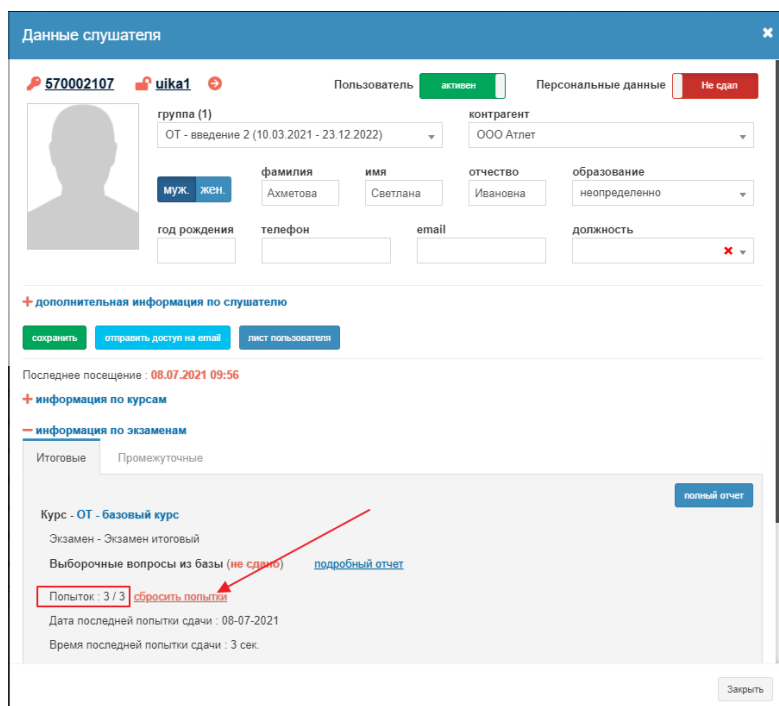 Данные слушателя
570002107 uika1 Пользователь активен Персональные данные Не сдал
группа (1) контрагент
ОТ - введение 2 (10.03.2021 - 23.12.2022) ООО Атлет
фамилия имя отчество образование
муж. жен. Ахметова Светлана Ивановна неопределенно
год рождения телефон email должность
дополнительная информация по слушателю
сохранить отправить доступ на email лист пользователя
Последнее посещение : 08.07.2021 09:56
информация по курсам
информация по экзаменам
Итоговые Промежуточные
полный отчет
Курс - ОТ - базовый курс
Экзамен - Экзамен итоговый
Выборочные вопросы из базы (не сдано) подробный отчет
Попыток : 3 / 3 сбросить попытки
Дата последней попытки сдачи : 08-07-2021
Время последней попытки сдачи : 3 сек.
Закрыть